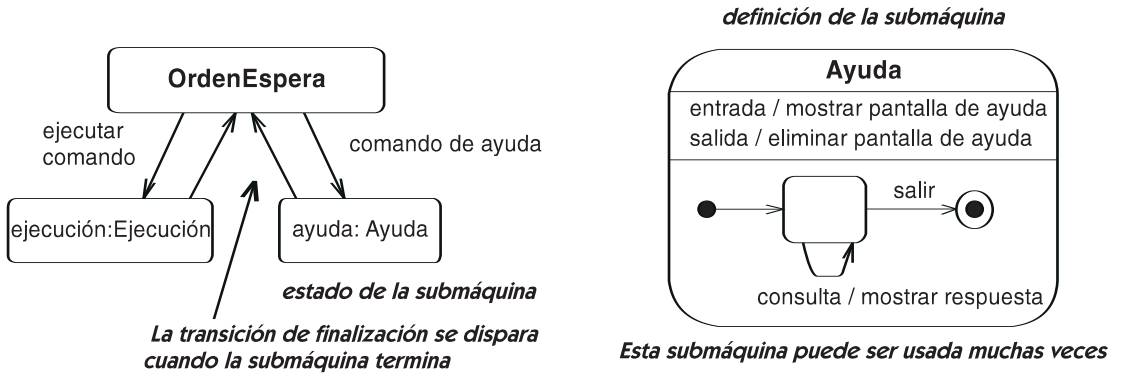 OrdenEspera
ejecutar
comando
comando de ayuda
ejecución:Ejecución
ayuda: Ayuda
estado de la submáquina
La transición de finalización se dispara
cuando la submáquina termina
definición de la submáquina
Ayuda
entrada / mostrar pantalla de ayuda
salida / eliminar pantalla de ayuda
salir
consulta / mostrar respuesta
Esta submáquina puede ser usada muchas veces